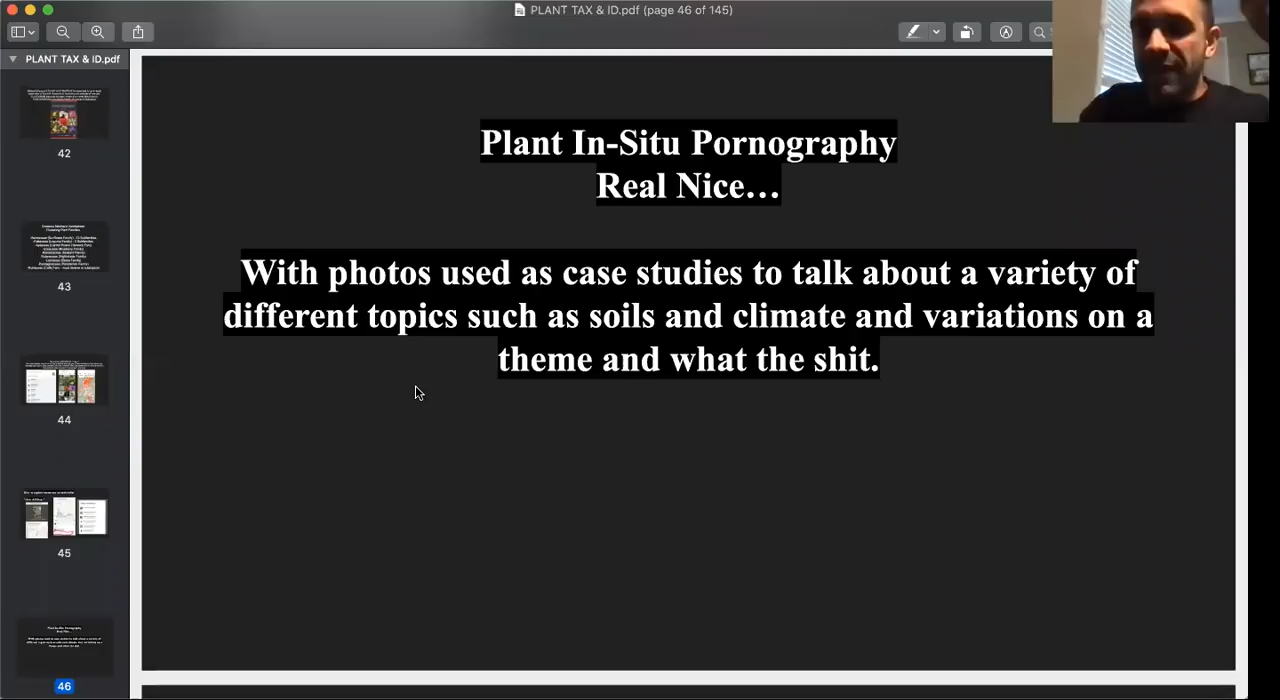 PLANT TAX & ID.pdf (page 46 of 145)
PLANT TAX & ID.pdf
42
43
44
45
46
Plant In-Situ Pornography
Real Nice…
With photos used as case studies to talk about a variety of
different topics such as soils and climate and variations on a
theme and what the shit.